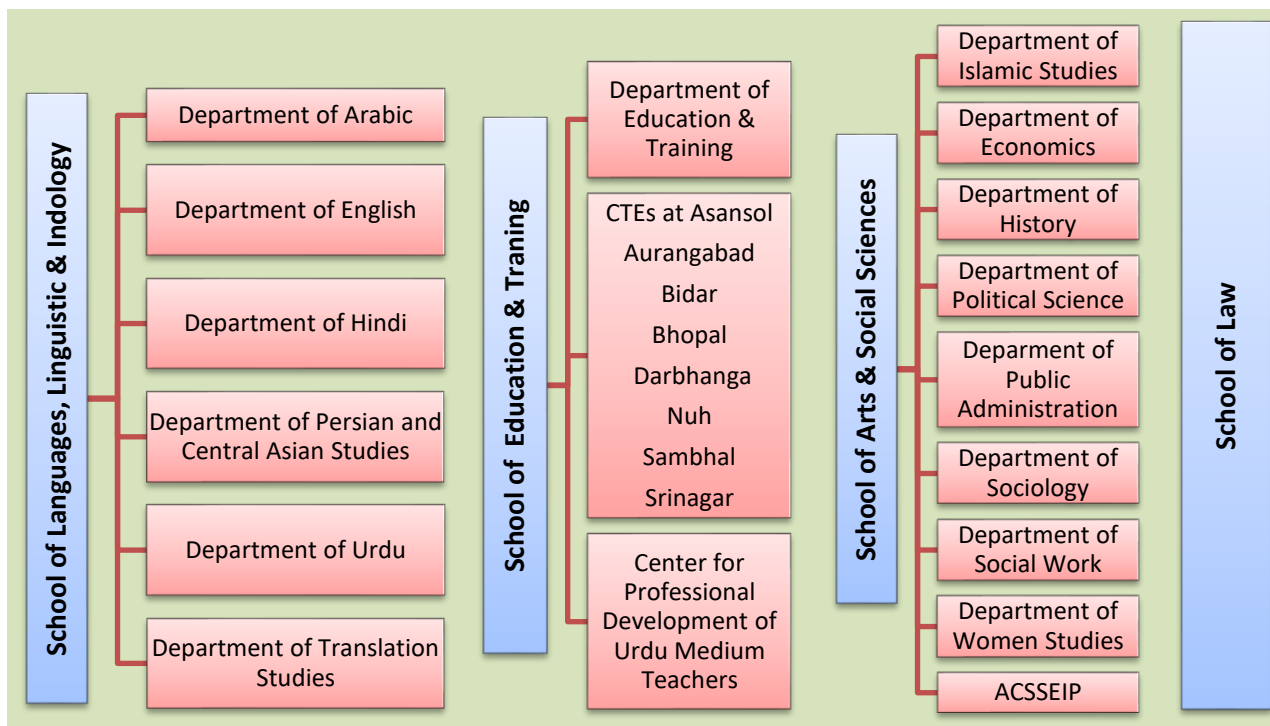 School of Languages, Linguistic & Indology
Department of Arabic
Department of English
Department of Hindi
Department of Persian and
Central Asian Studies
Department of Urdu
Department of Translation
Studies
School of Education & Traning
Department of
Education &
Training
CTEs at Asansol
Aurangabad
Bidar
Bhopal
Darbhanga
Nuh
Sambhal
Srinagar
Center for
Professional
Development of
Urdu Medium
Teachers
School of Arts & Social Sciences
Department of
Islamic Studies
Department of
Economics
Department of
History
Department of
Political Science
Deparment of
Public
Administration
Department of
Sociology
Department of
Social Work
Department of
Women Studies
ACSSEIP
School of Law